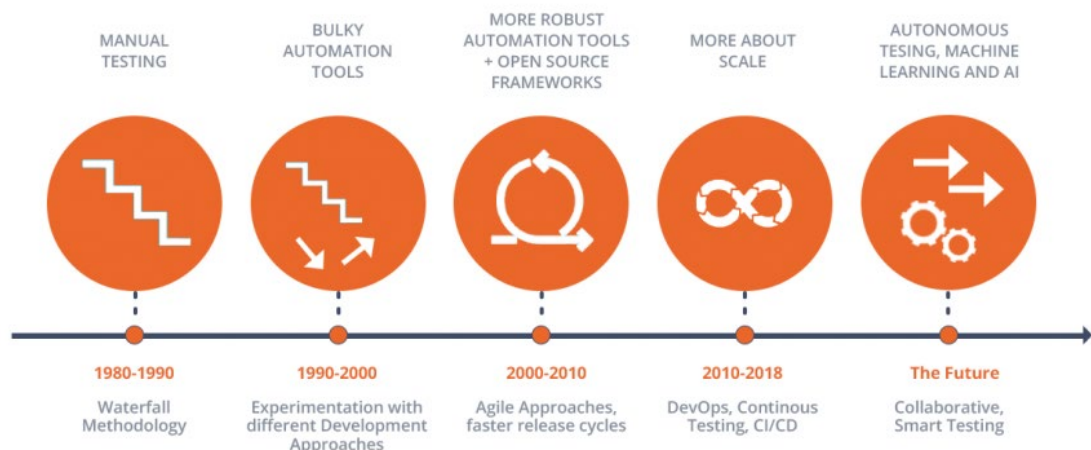 MANUAL
TESTING
BULKY
AUTOMATION
TOOLS
MORE ROBUST
AUTOMATION TOOLS
+ OPEN SOURCE
FRAMEWORKS
MORE ABOUT
SCALE
AUTONOMOUS
TESING, MACHINE
LEARNING AND AI
1980-1990
Waterfall
Methodology
1990-2000
Experimentation with
different Development
Approaches
2000-2010
Agile Approaches,
faster release cycles
2010-2018
DevOps, Continous
Testing, CI/CD
The Future
Collaborative,
Smart Testing